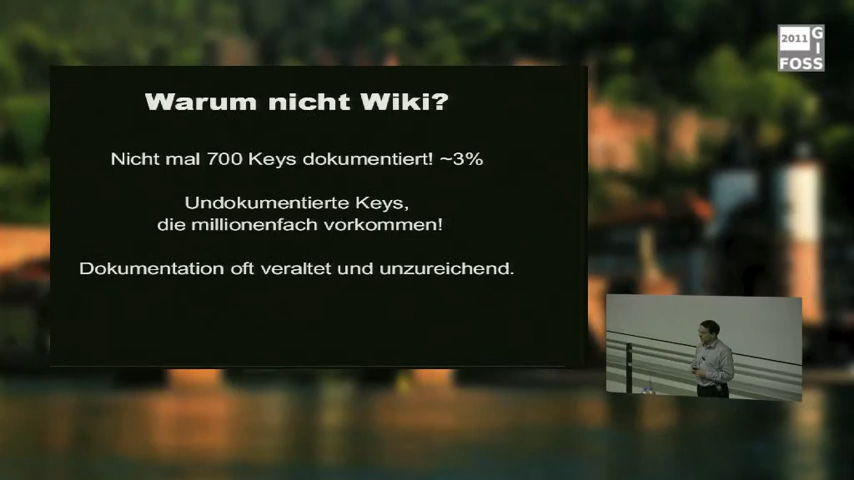 2011
G
I
FOSS
Warum nicht Wiki?
Nicht mal 700 Keys dokumentiert! ~3%
Undokumentierte Keys,
die millionenfach vorkommen!
Dokumentation oft veraltet und unzureichend.